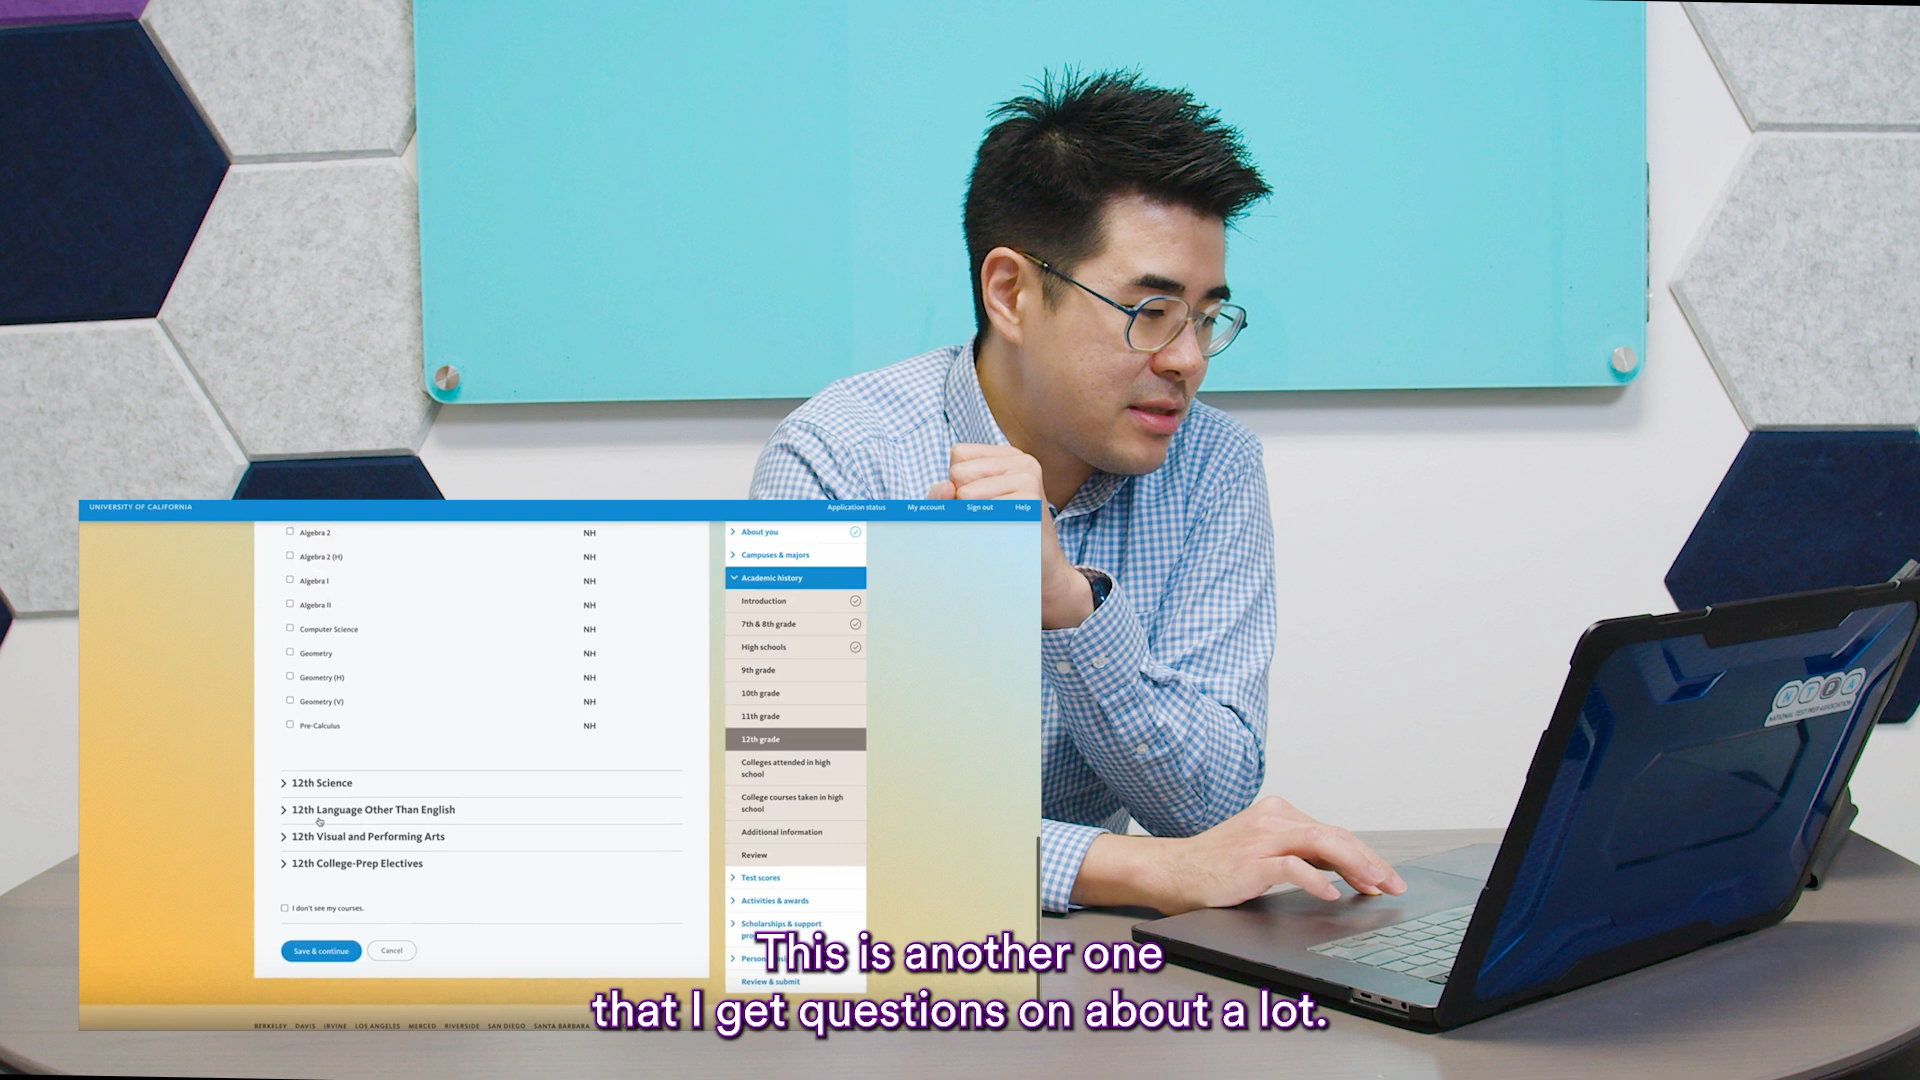 UNIVERSITY OF CALIFORNIA
Application status My account Sign out Help
Algebra 2 NH
Algebra 2 (H) NH
Algebra I NH
Algebra II NH
Computer Science NH
Geometry NH
Geometry (H) NH
Geometry (V) NH
Pre-Calculus NH
12th Science
12th Language Other Than English
12th Visual and Performing Arts
12th College-Prep Electives
I don't see my courses.
Save & continue Cancel
About you
Campuses & majors
Academic history
Introduction
7th & 8th grade
High schools
9th grade
10th grade
11th grade
12th grade
Colleges attended in high
school
College courses taken in high
school
Additional information
Review
Test scores
Activities & awards
Scholarships & support
Review & submit
BERKELEY DAVIS IRVINE LOS ANGELES MERCED RIVERSIDE SAN DIEGO SANTA BARBARA
NTPA
NATIONAL TEST PREP ASSOCIATION
This is another one
that I get questions on about a lot.